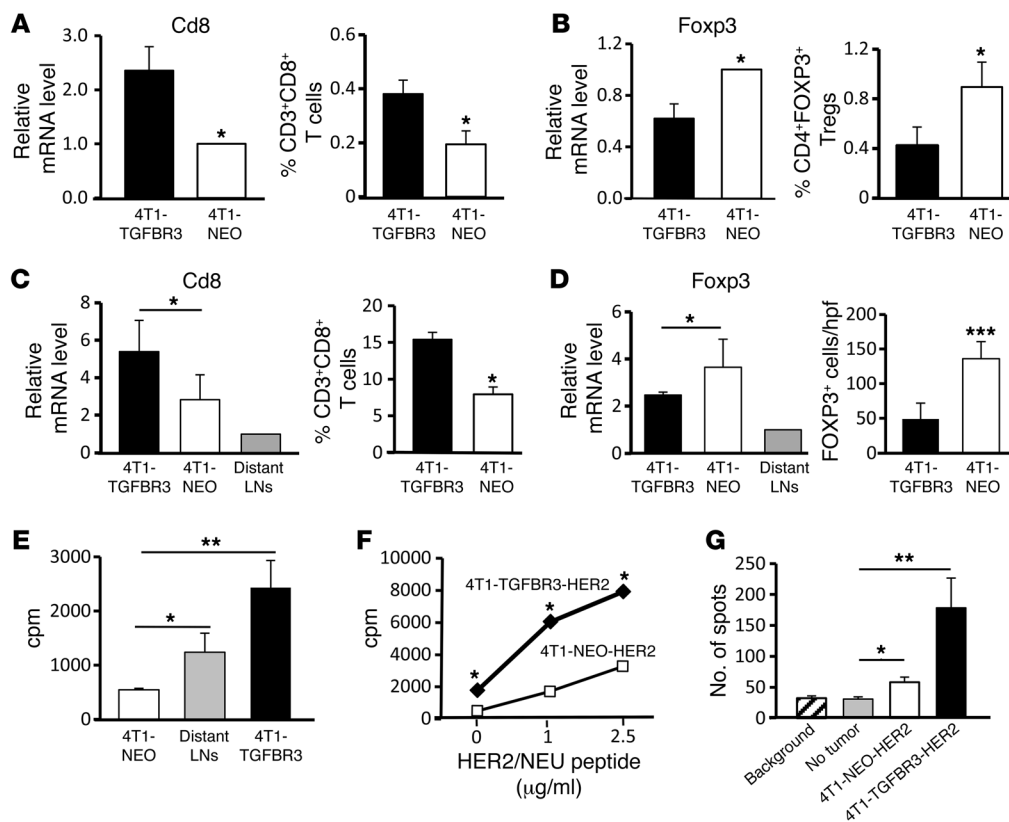 A
Cd8
Relative
mRNA level
3.0
2.0
1.0
0.0
*
4T1-
TGFBR3
4T1-
NEO
% CD3+CD8+
T cells
0.6
0.4
0.2
0
*
4T1-
TGFBR3
4T1-
NEO
B
Foxp3
Relative
mRNA level
1.2
0.9
0.6
0.3
0.0
*
4T1-
TGFBR3
4T1-
NEO
% CD4+FOXP3+
Tregs
1.2
0.8
0.4
0
*
4T1-
TGFBR3
4T1-
NEO
C
Cd8
Relative
mRNA level
8
6
4
2
0
*
4T1-
TGFBR3
4T1-
NEO
Distant
LNs
% CD3+CD8+
T cells
20
15
10
5
0
*
4T1-
TGFBR3
4T1-
NEO
D
Foxp3
Relative
mRNA level
6
4
2
0
*
4T1-
TGFBR3
4T1-
NEO
Distant
LNs
FOXP3+ cells/hpf
200
150
100
50
0
***
4T1-
TGFBR3
4T1-
NEO
E
cpm
3000
2000
1000
0
**
*
4T1-
NEO
Distant
LNs
4T1-
TGFBR3
F
cpm
10000
8000
6000
4000
2000
0
4T1-TGFBR3-HER2
4T1-NEO-HER2
*
*
*
0
1
2.5
HER2/NEU peptide
(μg/ml)
G
No. of spots
250
200
150
100
50
0
**
*
Background
No tumor
4T1-NEO-HER2
4T1-TGFBR3-HER2